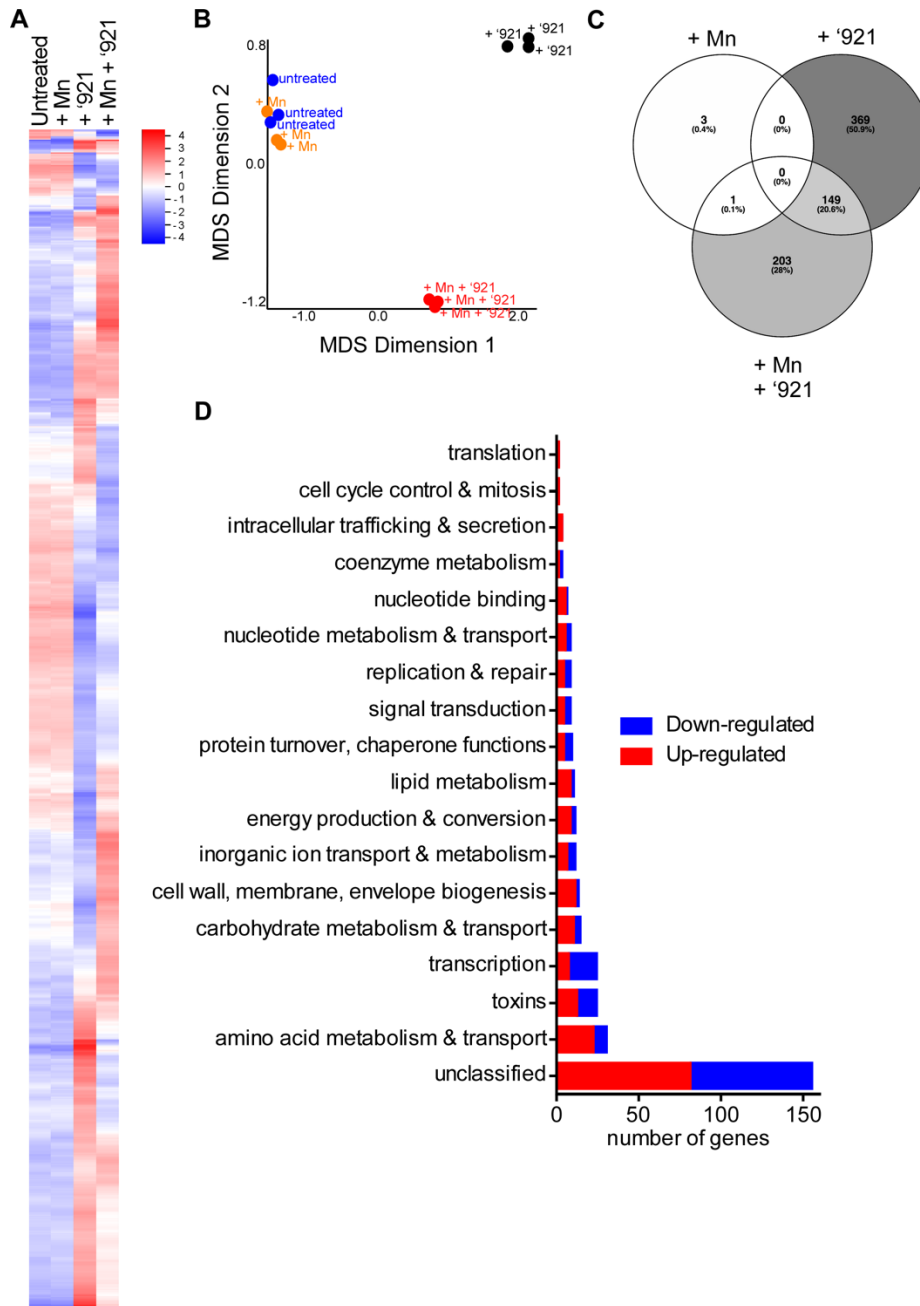 A
Untreated
+ Mn
+ ‘921
+ Mn + ‘921
4
3
2
1
0
-1
-2
-3
-4
B
MDS Dimension 2
0.8
0.0
-1.2
+ ‘921
+ ‘921
+ ‘921
untreated
+ Mn
untreated
untreated
+ Mn
+ Mn
+ Mn + ‘921
+ Mn + ‘921
+ Mn + ‘921
-1.0
0.0
2.0
MDS Dimension 1
C
+ Mn
+ ‘921
3
(0.4%)
0
(0%)
369
(50.9%)
0
(0%)
1
(0.1%)
149
(20.6%)
203
(28%)
+ Mn
+ ‘921
D
translation
cell cycle control & mitosis
intracellular trafficking & secretion
coenzyme metabolism
nucleotide binding
nucleotide metabolism & transport
replication & repair
signal transduction
protein turnover, chaperone functions
lipid metabolism
energy production & conversion
inorganic ion transport & metabolism
cell wall, membrane, envelope biogenesis
carbohydrate metabolism & transport
transcription
toxins
amino acid metabolism & transport
unclassified
Down-regulated
Up-regulated
0
50
100
150
number of genes